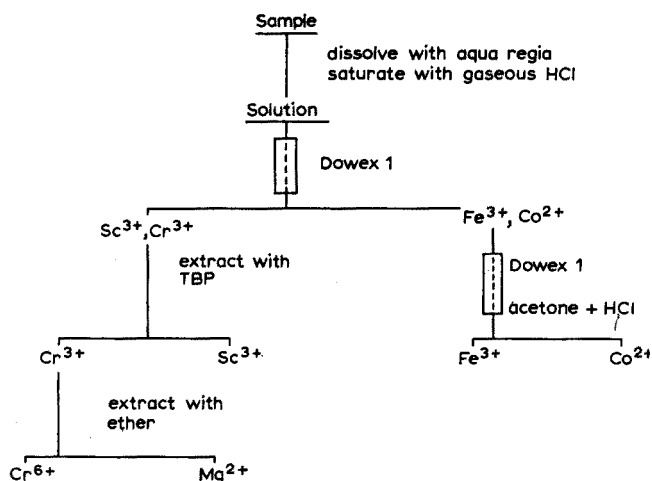 Sample
dissolve with aqua regia
saturate with gaseous HCl
Solution
Dowex 1
Sc³⁺,Cr³⁺
Fe³⁺, Co²⁺
extract with
TBP
Dowex 1
acetone + HCl
Cr³⁺
Sc³⁺
Fe³⁺
Co²⁺
extract with
ether
Cr⁶⁺
Ma²⁺